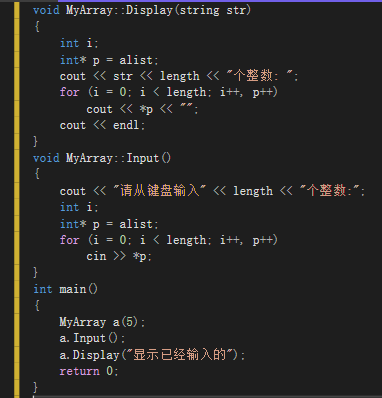 void MyArray::Display(string str)
{
int i;
int* p = alist;
cout << str << length << "个整数: ";
for (i = 0; i < length; i++, p++)
cout << *p << "";
cout << endl;
}
void MyArray::Input()
{
cout << "请从键盘输入" << length << "个整数:";
int i;
int* p = alist;
for (i = 0; i < length; i++, p++)
cin >> *p;
}
int main()
{
MyArray a(5);
a.Input();
a.Display("显示已经输入的");
return 0;
}